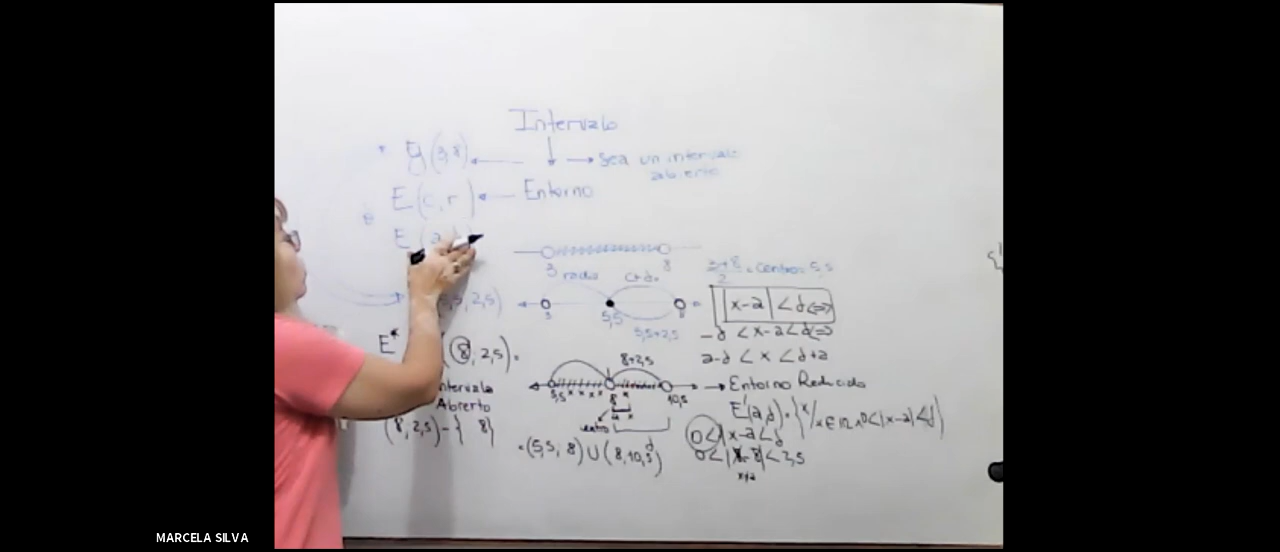 Intervalo
* (3,8) ← → Sea un intervalo
abierto
E(c,r) ← Entorno
E(a,
3 8
radio
3+8
2 = centro = 5,5
5, 2,5)
3 5,5 8
5,5+2,5
|x-a| < d ⇔
-d < x-a < d ⇔
a-d < x < d+a
E* (8, 2,5) =
8+2,5
5,5 x x x x 8 x 10,5
→ Entorno Reducido
Intervalo
Abierto
(8, 2,5) - { 8}
a x
centro
d
= (5,5, 8) U (8, 10,5)
E'(a,d) = {x/x∈IR ∧ 0<|x-a|<d}
0 < |x-a| < d
0 < |x-8| < 2,5
x≠a
MARCELA SILVA